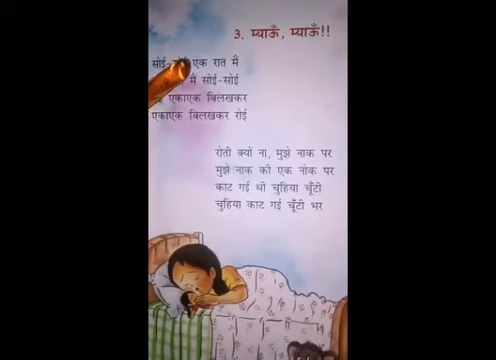 3. म्याऊँ, म्याऊँ!!
सोई- एक रात मैं
मैं सोई-सोई
एकाएक बिलखकर
एकाएक बिलखकर रोई
रोती क्यों ना, मुझे नाक पर
मुझे नाक की एक नोक पर
काट गई थी चुहिया चूँटी
चुहिया काट गई चूँटी भर